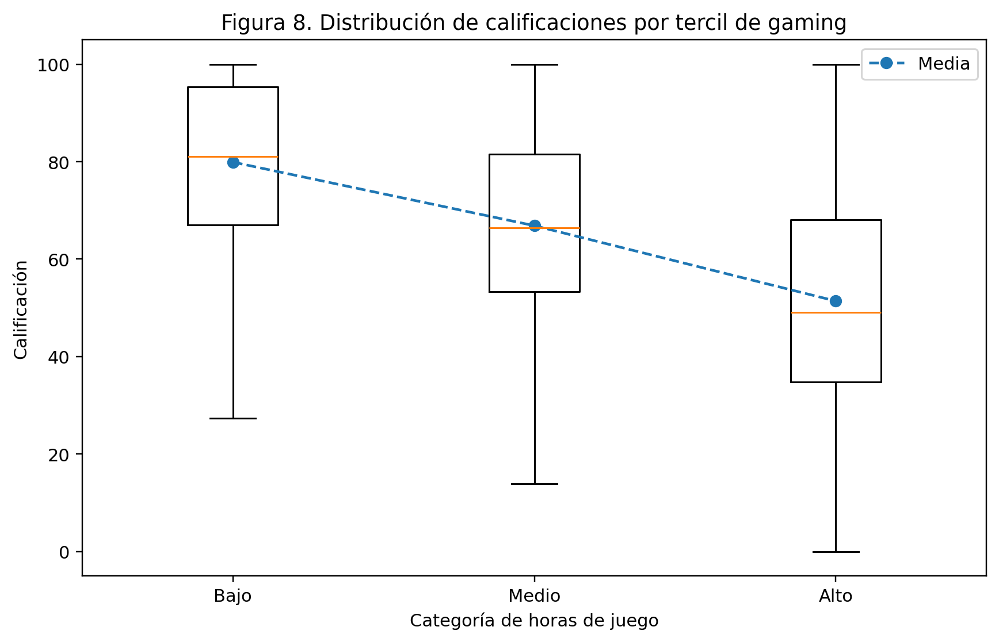 Figura 8. Distribución de calificaciones por tercil de gaming
Media
100
80
60
40
20
0
Calificación
Bajo
Medio
Alto
Categoría de horas de juego